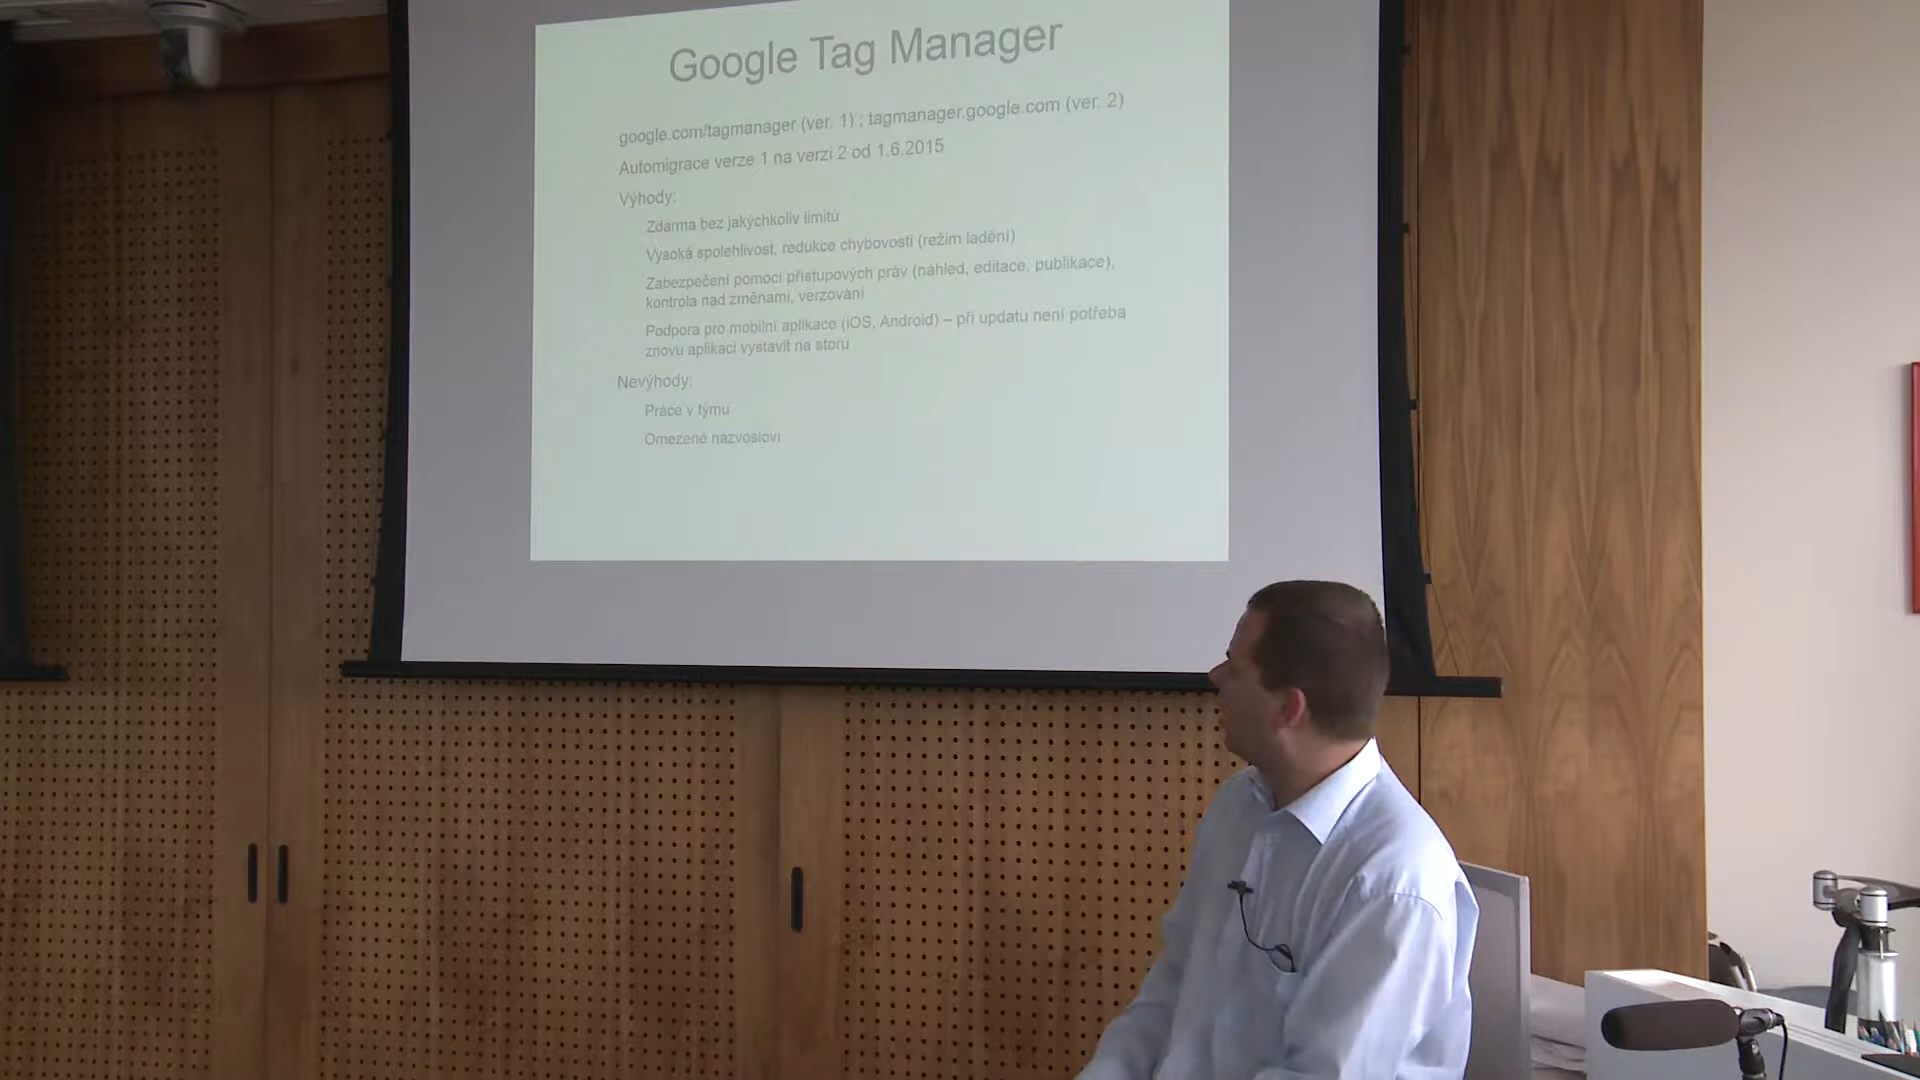 Google Tag Manager
google.com/tagmanager (ver. 1) ; tagmanager.google.com (ver. 2)
Automigrace verze 1 na verzi 2 od 1.6.2015
Výhody:
Zdarma bez jakýchkoliv limitů
Vysoká spolehlivost, redukce chybovosti (režim ladění)
Zabezpečení pomocí přístupových práv (náhled, editace, publikace),
kontrola nad změnami, verzování
Podpora pro mobilní aplikace (iOS, Android) – při updatu není potřeba
znovu aplikaci vystavit na storu
Nevýhody:
Práce v týmu
Omezené názvosloví